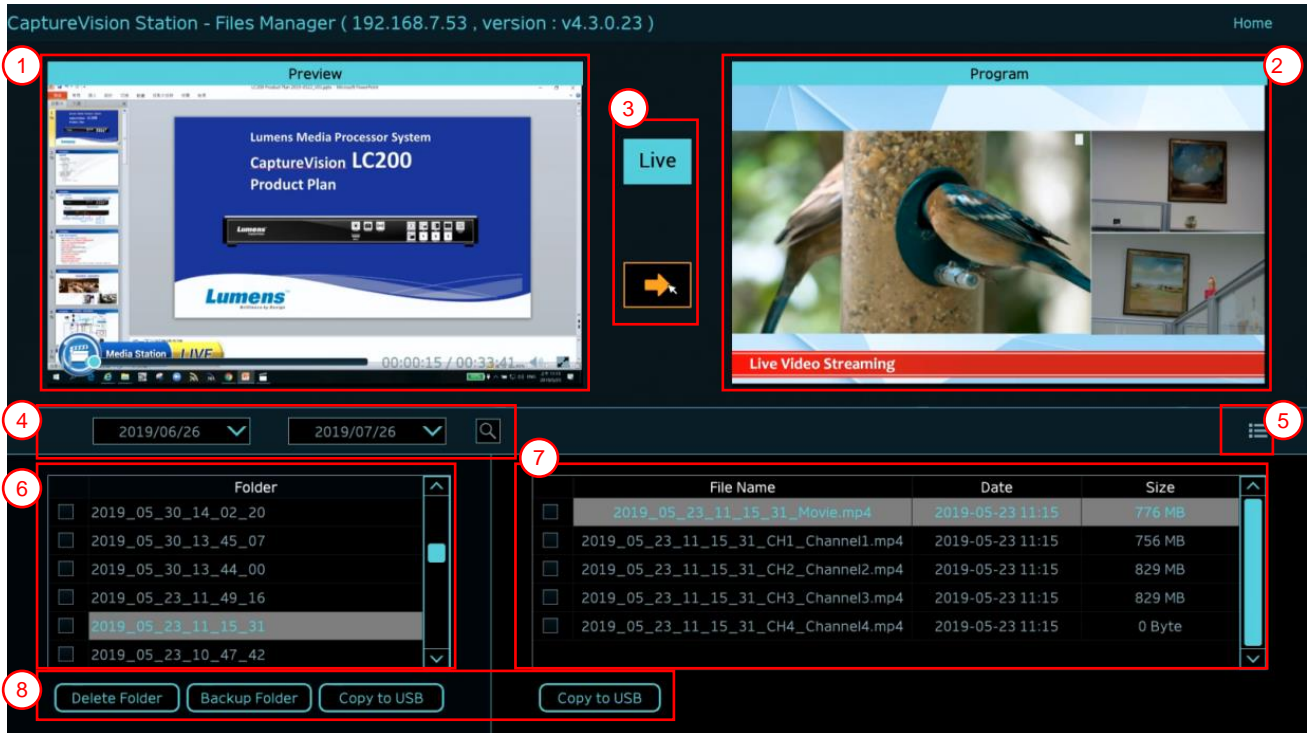 CaptureVision Station - Files Manager ( 192.168.7.53 , version : v4.3.0.23 )
Home
1
Preview
Lumens Media Processor System
CaptureVision LC200
Product Plan
Lumens
Lumens
Media Station
LIVE
00:00:15 / 00:33:41
3
Live
2
Program
Live Video Streaming
4
2019/06/26
2019/07/26
5
6
Folder
2019_05_30_14_02_20
2019_05_30_13_45_07
2019_05_30_13_44_00
2019_05_23_11_49_16
2019_05_23_11_15_31
2019_05_23_10_47_42
7
File Name Date Size
2019_05_23_11_15_31_Movie.mp4 2019-05-23 11:15 776 MB
2019_05_23_11_15_31_CH1_Channel1.mp4 2019-05-23 11:15 756 MB
2019_05_23_11_15_31_CH2_Channel2.mp4 2019-05-23 11:15 829 MB
2019_05_23_11_15_31_CH3_Channel3.mp4 2019-05-23 11:15 829 MB
2019_05_23_11_15_31_CH4_Channel4.mp4 2019-05-23 11:15 0 Byte
8
Delete Folder Backup Folder Copy to USB Copy to USB